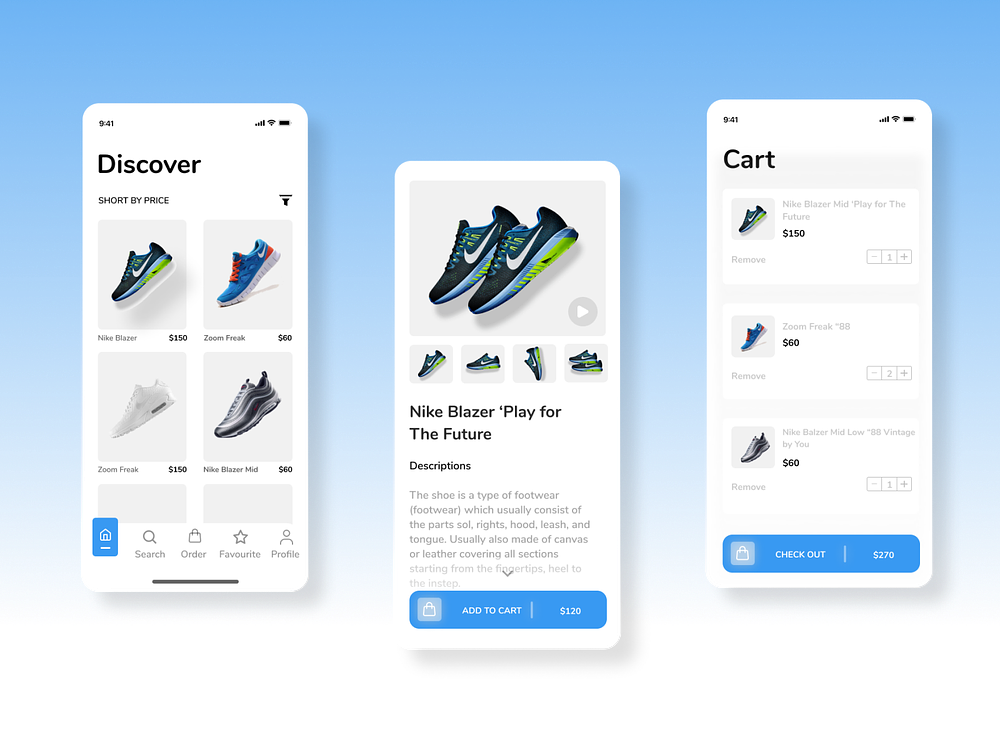 9:41
Discover
SHORT BY PRICE
Nike Blazer $150
Zoom Freak $60
Zoom Freak $150
Nike Blazer Mid $60
Search
Order
Favourite
Profile
Nike Blazer ‘Play for
The Future
Descriptions
The shoe is a type of footwear
(footwear) which usually consist of
the parts sol, rights, hood, leash, and
tongue. Usually also made of canvas
or leather covering all sections
starting from the fingertips, heel to
the instep.
ADD TO CART $120
9:41
Cart
Nike Blazer Mid ‘Play for The
Future
$150
Remove
− 1 +
Zoom Freak “88
$60
Remove
− 2 +
Nike Balzer Mid Low “88 Vintage
by You
$60
Remove
− 1 +
CHECK OUT $270